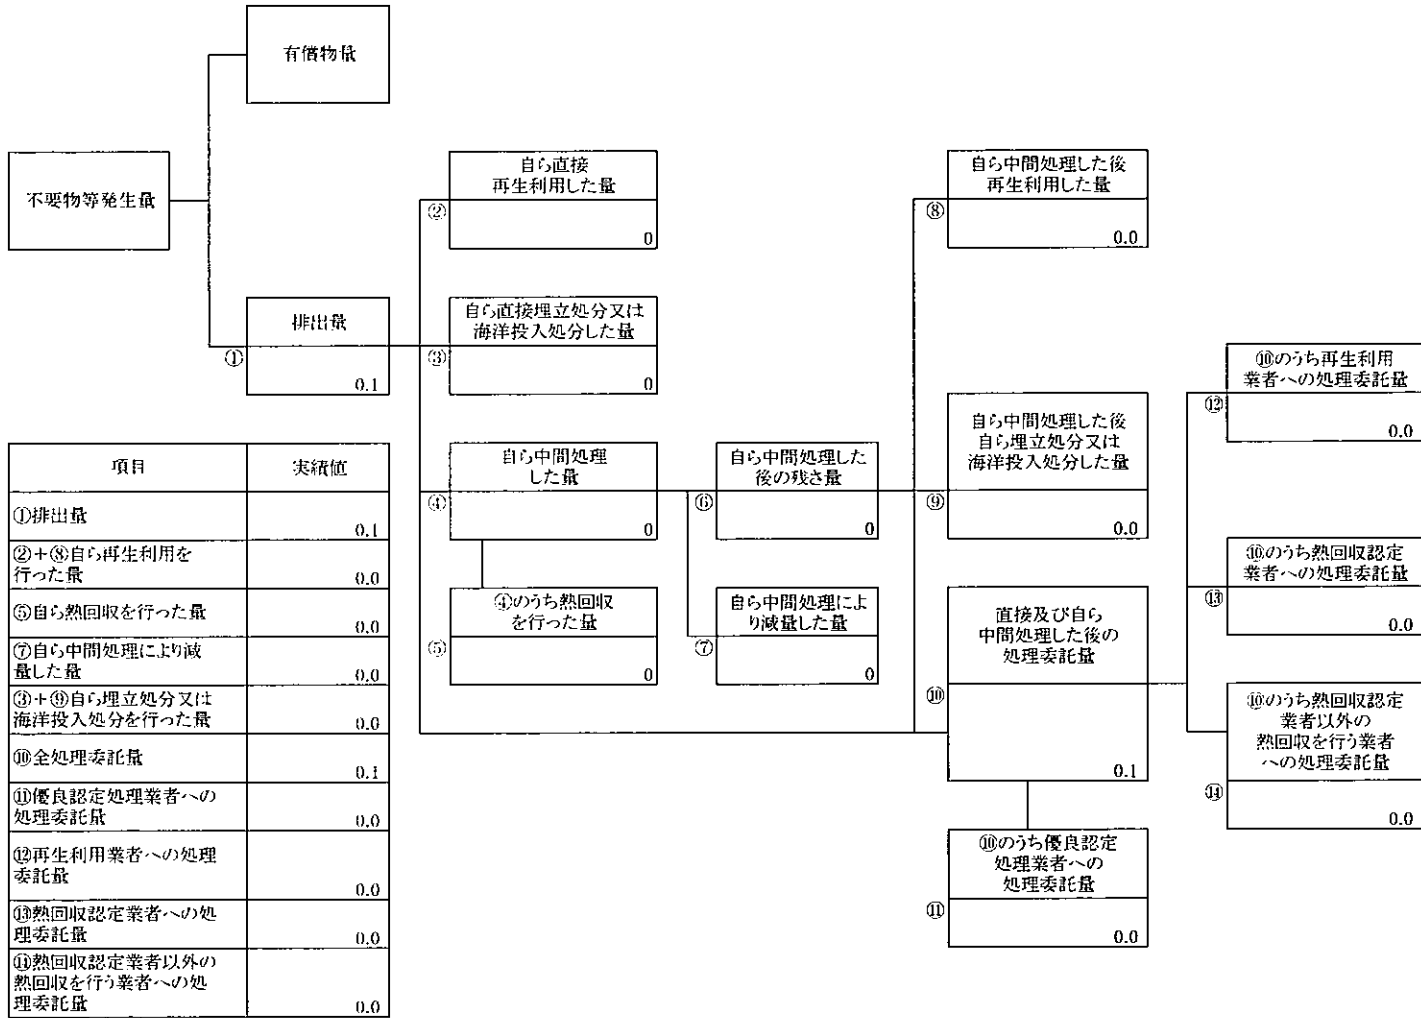 有償物量
不要物等発生量
排出量
①
0.1
自ら直接
再生利用した量
②
0
自ら直接埋立処分又は
海洋投入処分した量
③
0
自ら中間処理
した量
④
0
④のうち熱回収
を行った量
⑤
0
自ら中間処理した
後の残さ量
⑥
0
自ら中間処理によ
り減量した量
⑦
0
自ら中間処理した後
再生利用した量
⑧
0.0
自ら中間処理した後
自ら埋立処分又は
海洋投入処分した量
⑨
0.0
直接及び自ら
中間処理した後の
処理委託量
⑩
0.1
⑩のうち優良認定
処理業者への
処理委託量
⑪
0.0
⑩のうち再生利用
業者への処理委託量
⑫
0.0
⑩のうち熱回収認定
業者への処理委託量
⑬
0.0
⑩のうち熱回収認定
業者以外の
熱回収を行う業者
への処理委託量
⑭
0.0
項目 実績値
①排出量 0.1
②+⑧自ら再生利用を
行った量 0.0
⑤自ら熱回収を行った量 0.0
⑦自ら中間処理により減
量した量 0.0
③+⑨自ら埋立処分又は
海洋投入処分を行った量 0.0
⑩全処理委託量 0.1
⑪優良認定処理業者への
処理委託量 0.0
⑫再生利用業者への処理
委託量 0.0
⑬熱回収認定業者への処
理委託量 0.0
⑭熱回収認定業者以外の
熱回収を行う業者への処
理委託量 0.0